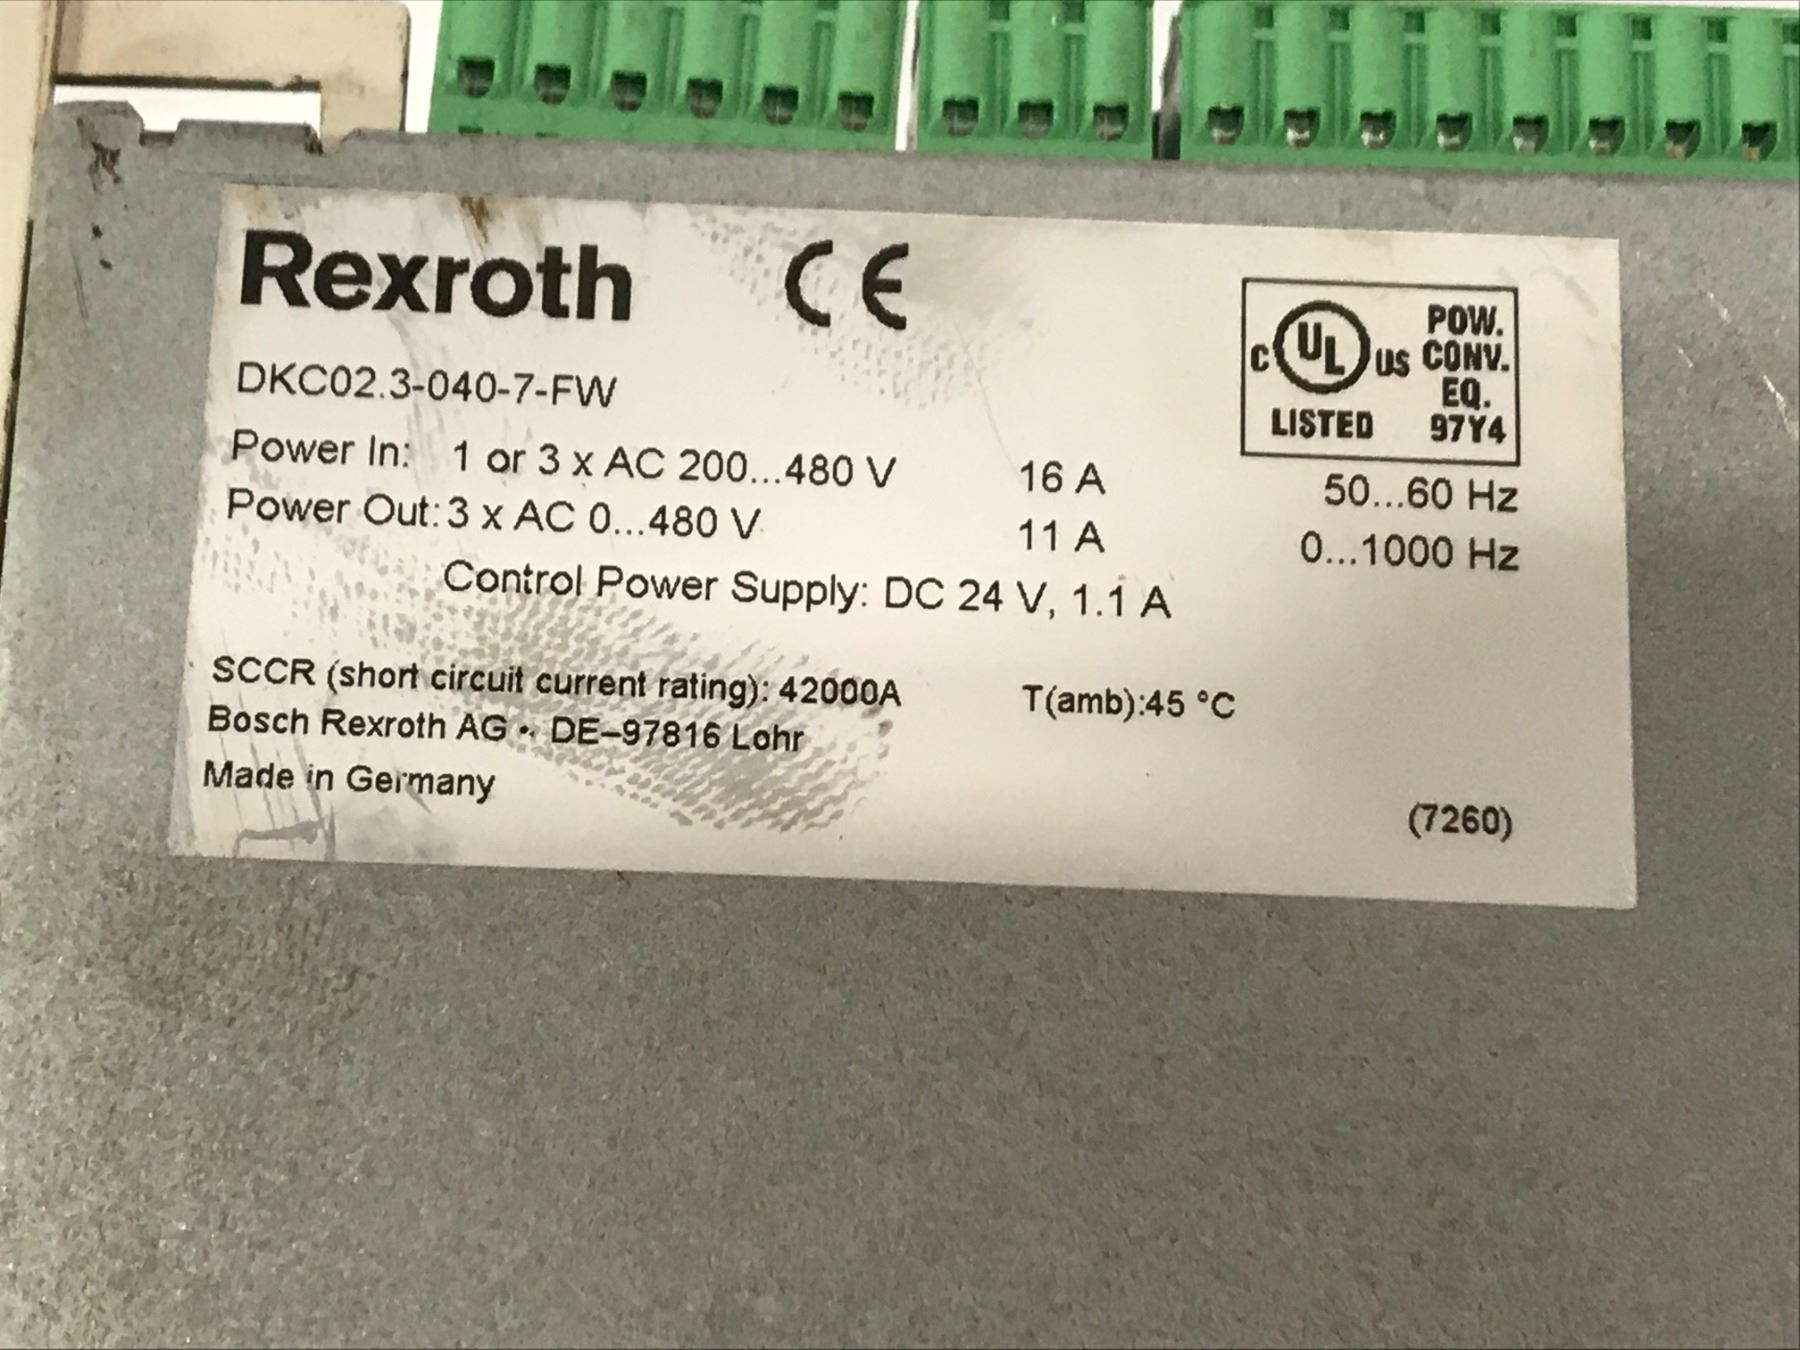 Rexroth CE
C UL US LISTED
POW.
CONV.
EQ.
97Y4
DKC02.3-040-7-FW
Power In: 1 or 3 x AC 200...480 V 16 A 50...60 Hz
Power Out: 3 x AC 0...480 V 11 A 0...1000 Hz
Control Power Supply: DC 24 V, 1.1 A
SCCR (short circuit current rating): 42000A T(amb):45 °C
Bosch Rexroth AG • DE-97816 Lohr
Made in Germany
(7260)